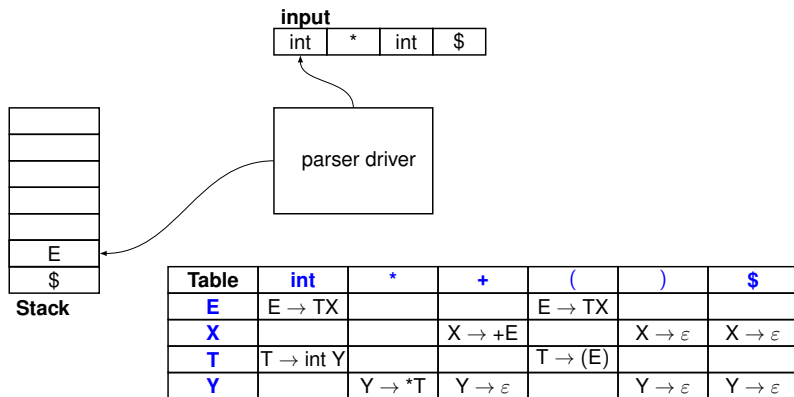 input
int * int $
parser driver
E
$
Stack
Table int * + ( ) $
E E → TX E → TX
X X → +E X → ε X → ε
T T → int Y T → (E)
Y Y → *T Y → ε Y → ε Y → ε